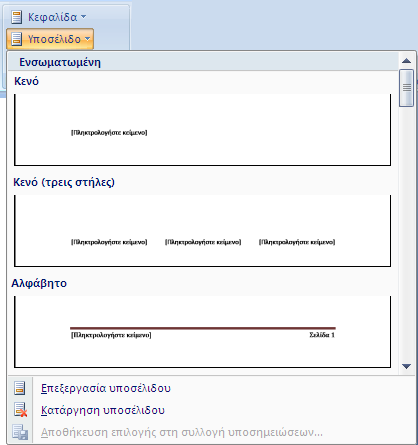 Κεφαλίδα
Υποσέλιδο
Ενσωματωμένη
Κενό
[Πληκτρολογήστε κείμενο]
Κενό (τρεις στήλες)
[Πληκτρολογήστε κείμενο] [Πληκτρολογήστε κείμενο] [Πληκτρολογήστε κείμενο]
Αλφάβητο
[Πληκτρολογήστε κείμενο] Σελίδα 1
Επεξεργασία υποσέλιδου
Κατάργηση υποσέλιδου
Αποθήκευση επιλογής στη συλλογή υποσημειώσεων...